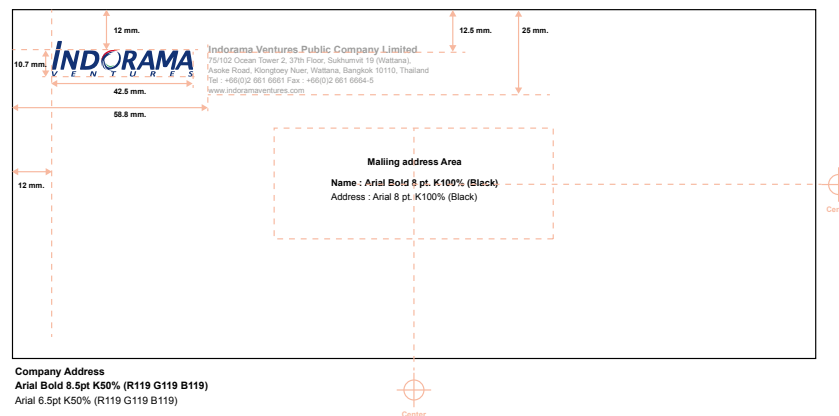 12 mm.
12.5 mm.
25 mm.
10.7 mm.
INDORAMA
VENTURES
Indorama Ventures Public Company Limited
75/102 Ocean Tower 2, 37th Floor, Sukhumvit 19 (Wattana),
Asoke Road, Klongtoey Nuer, Wattana, Bangkok 10110, Thailand
Tel : +66(0)2 661 6661 Fax : +66(0)2 661 6664-5
www.indoramaventures.com
42.5 mm.
58.8 mm.
12 mm.
Maliing address Area
Name : Arial Bold 8 pt. K100% (Black)
Address : Arial 8 pt. K100% (Black)
Cen
Company Address
Arial Bold 8.5pt K50% (R119 G119 B119)
Arial 6.5pt K50% (R119 G119 B119)
Center